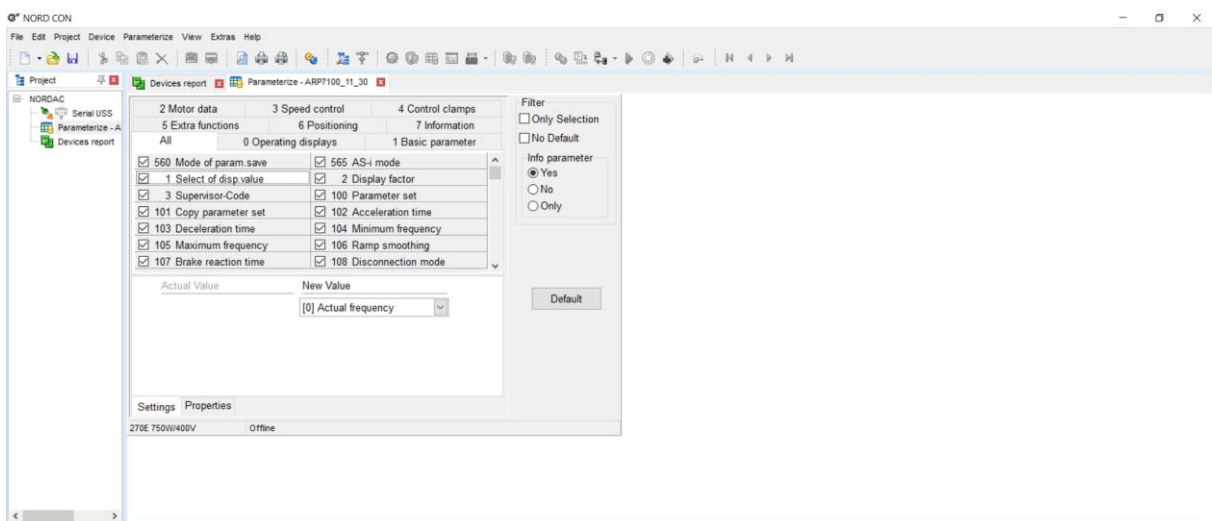 NORD CON
File Edit Project Device Parameterize View Extras Help
Project
Devices report
Parameterize - ARP7100_11_30
NORDAC
Serial USS
Parameterize - A
Devices report
2 Motor data 3 Speed control 4 Control clamps
5 Extra functions 6 Positioning 7 Information
All 0 Operating displays 1 Basic parameter
560 Mode of param.save 565 AS-i mode
1 Select of disp.value 2 Display factor
3 Supervisor-Code 100 Parameter set
101 Copy parameter set 102 Acceleration time
103 Deceleration time 104 Minimum frequency
105 Maximum frequency 106 Ramp smoothing
107 Brake reaction time 108 Disconnection mode
Actual Value New Value
[0] Actual frequency
Settings Properties
270E 750W/400V Offline
Filter
Only Selection
No Default
Info parameter
Yes
No
Only
Default